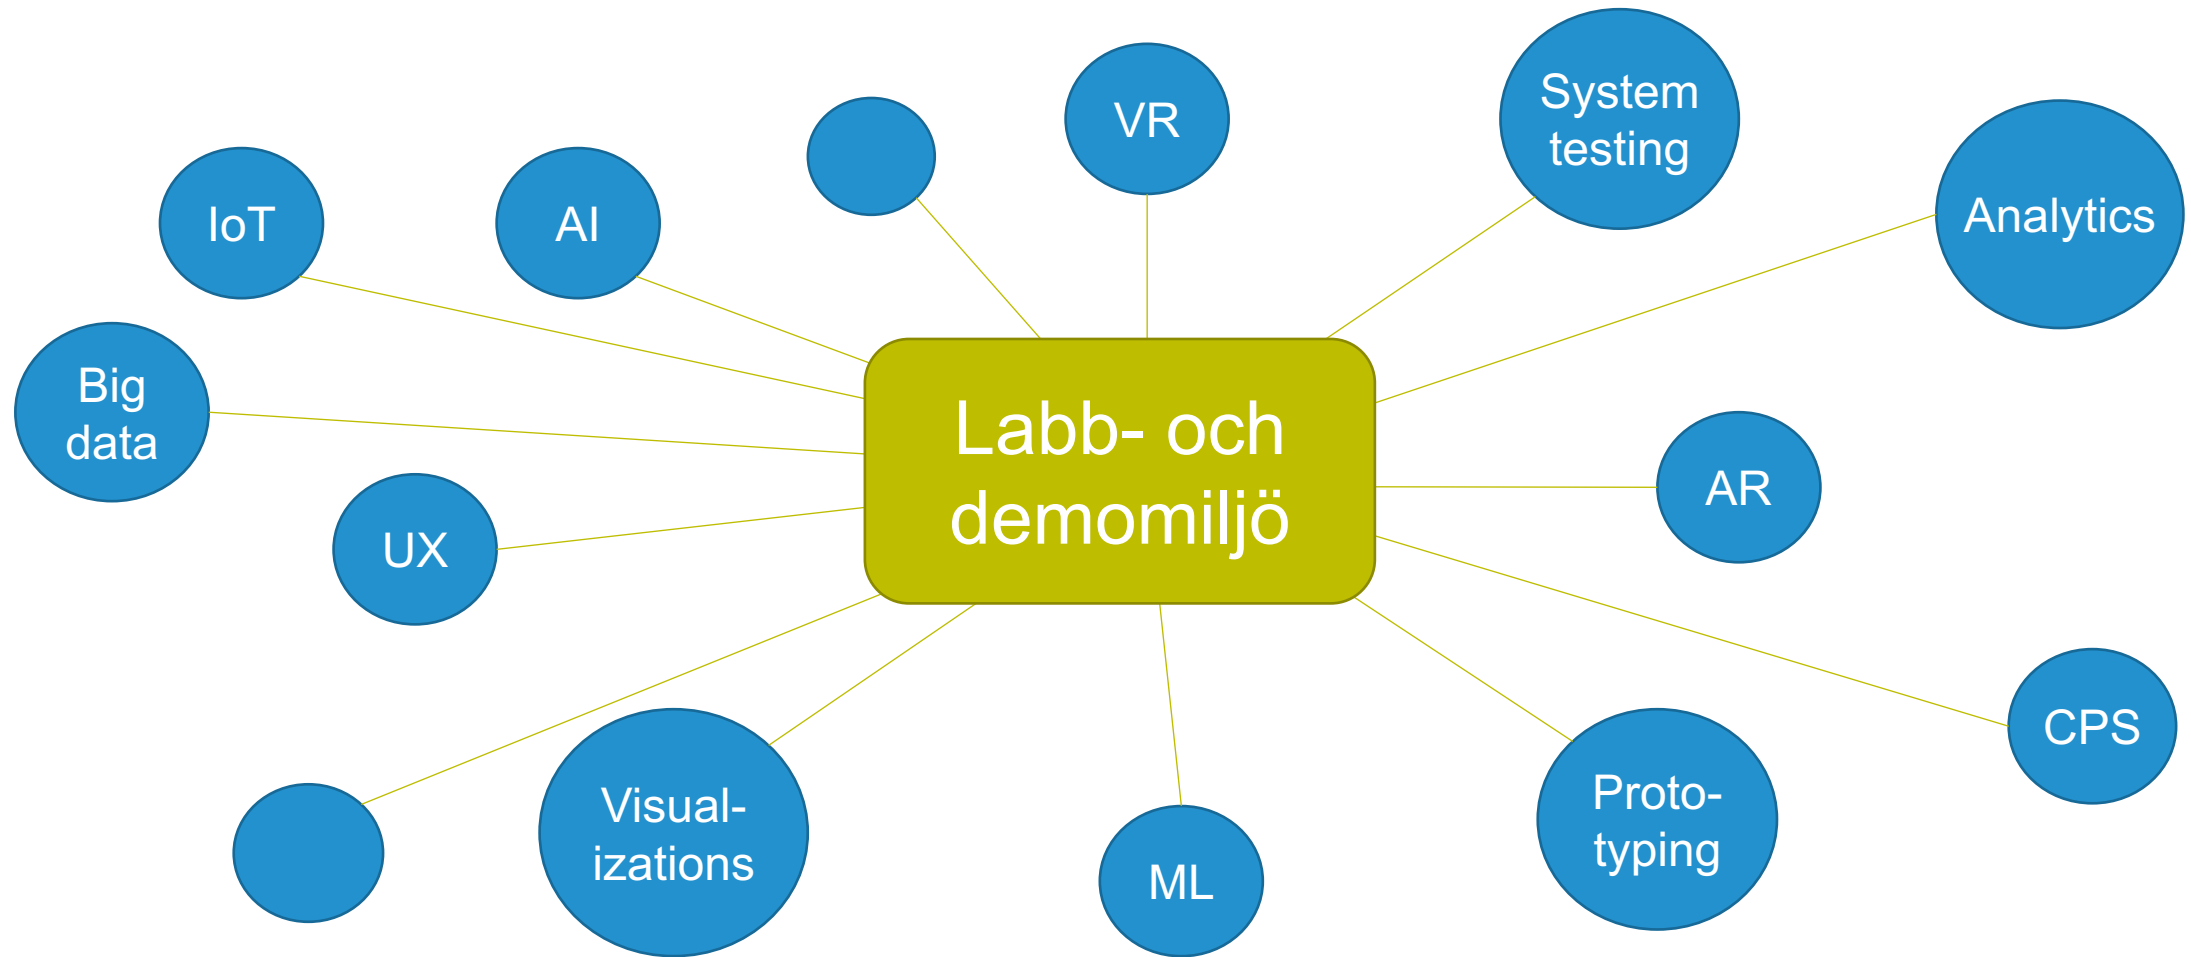 VR
System
testing
IoT
AI
Analytics
Big
data
Labb- och
demomiljö
AR
UX
CPS
Visual-
izations
ML
Proto-
typing